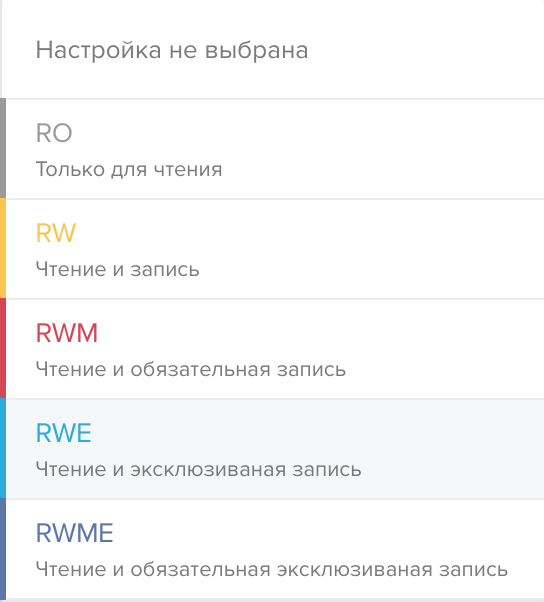 Настройка не выбрана
RO
Только для чтения
RW
Чтение и запись
RWM
Чтение и обязательная запись
RWE
Чтение и эксклюзиваная запись
RWME
Чтение и обязательная эксклюзиваная запись